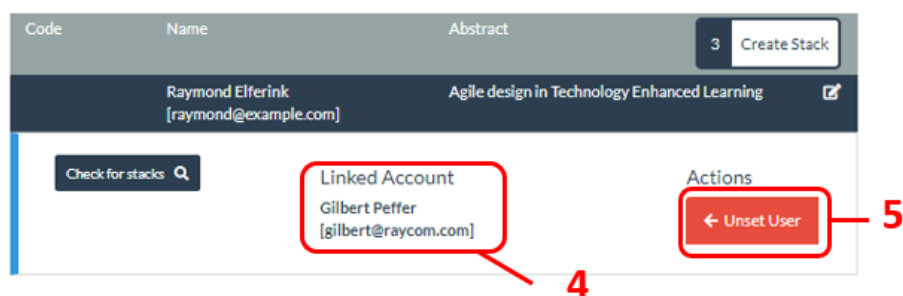 Code Name Abstract
3 Create Stack
Raymond Elferink Agile design in Technology Enhanced Learning
[raymond@example.com]
Check for stacks
Linked Account Actions
Gilbert Peffer
[gilbert@raycom.com]
← Unset User
5
4